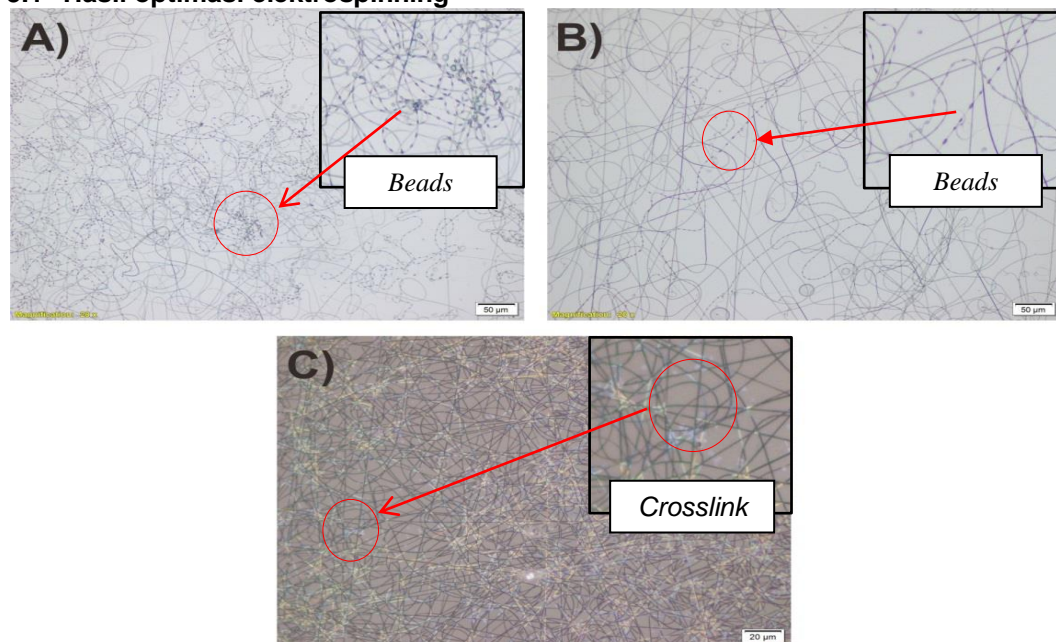 Hasil optimasi elektrospinning
A)
Beads
50 µm
B)
Beads
50 µm
C)
Crosslink
20 µm